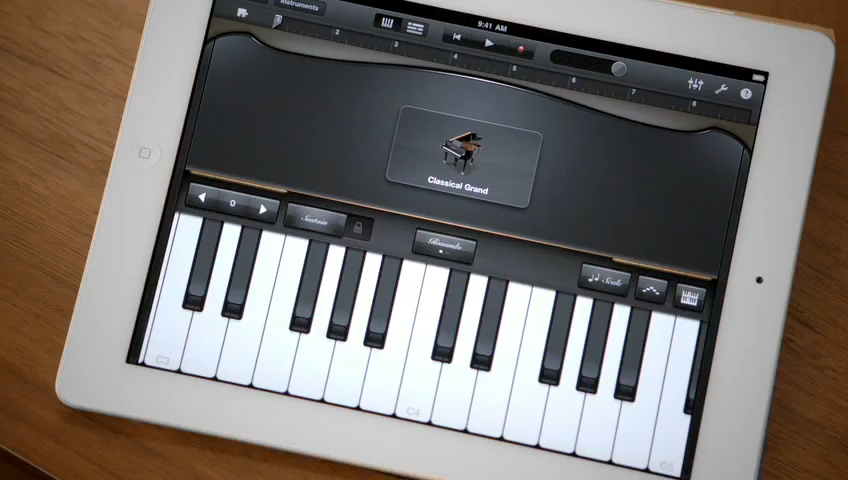 Instruments
9:41 AM
2 3 4 5 6 7 8
?
Classical Grand
0
Sustain
Glissando
Scale
C3
C4
C5